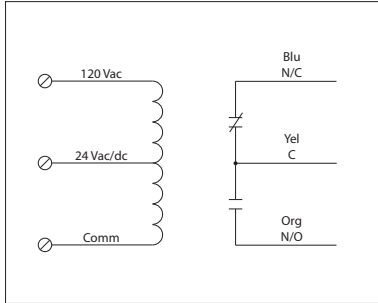 120 Vac
24 Vac/dc
Comm
Blu
N/C
Yel
C
Org
N/O